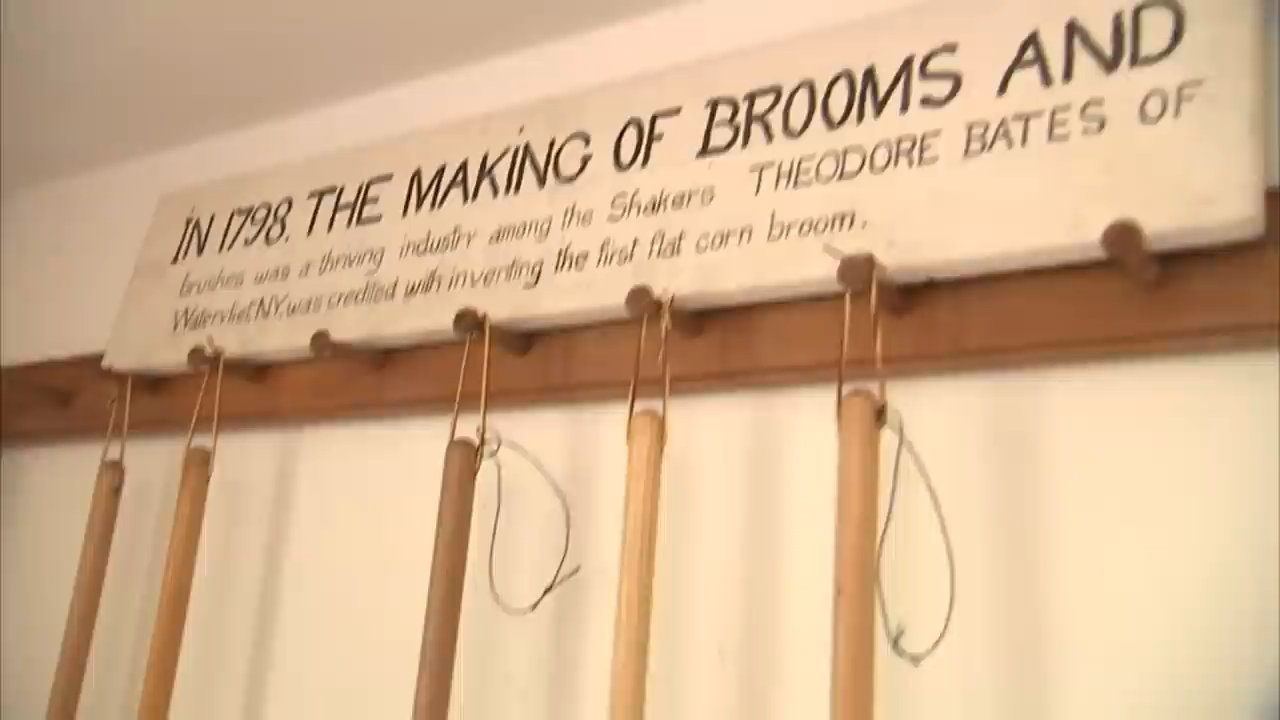 IN 1798. THE MAKING OF BROOMS AND
brushes was a thriving industry among the Shakers THEODORE BATES OF
Watervliet, NY, was credited with inventing the first flat corn broom.